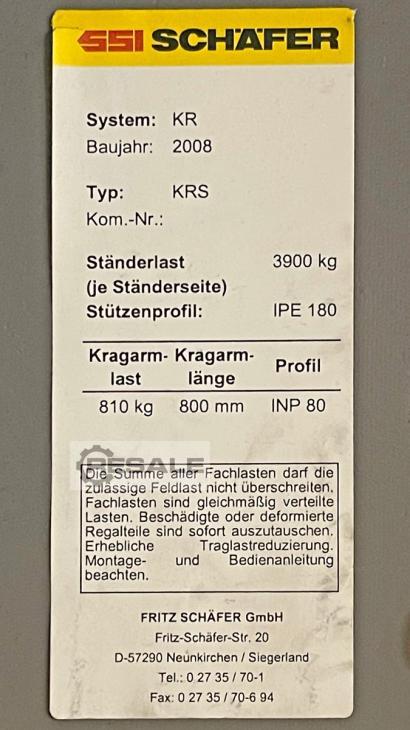 SSI SCHÄFER
System: KR
Baujahr: 2008
Typ: KRS
Kom.-Nr.:
Ständerlast 3900 kg
(je Ständerseite)
Stützenprofil: IPE 180
Kragarm- Kragarm- Profil
last länge
810 kg 800 mm INP 80
RESALE
Die Summe aller Fachlasten darf die
zulässige Feldlast nicht überschreiten.
Fachlasten sind gleichmäßig verteilte
Lasten. Beschädigte oder deformierte
Regalteile sind sofort auszutauschen.
Erhebliche Traglastreduzierung.
Montage- und Bedienanleitung
beachten.
FRITZ SCHÄFER GmbH
Fritz-Schäfer-Str. 20
D-57290 Neunkirchen / Siegerland
Tel.: 0 27 35 / 70-1
Fax: 0 27 35 / 70-6 94